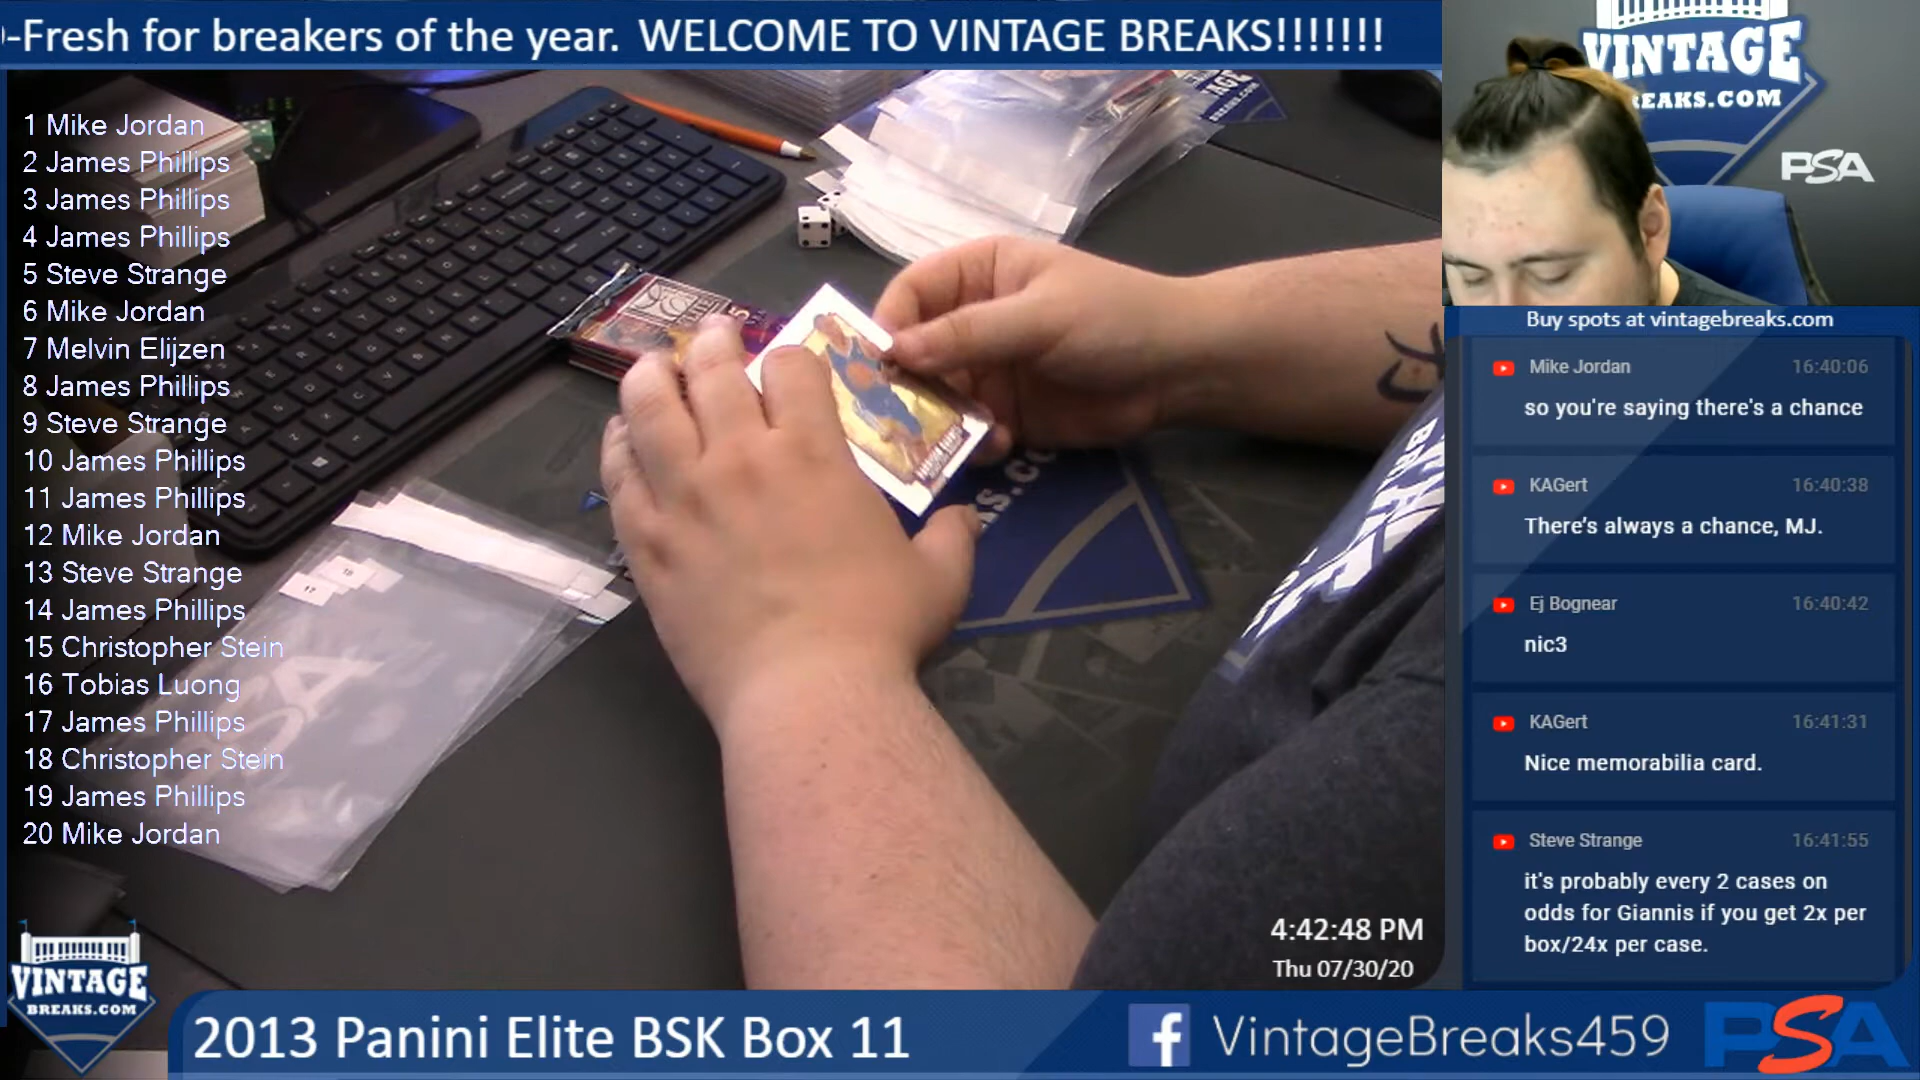 -Fresh for breakers of the year. WELCOME TO VINTAGE BREAKS!!!!!!!
1 Mike Jordan
2 James Phillips
3 James Phillips
4 James Phillips
5 Steve Strange
6 Mike Jordan
7 Melvin Elijzen
8 James Phillips
9 Steve Strange
10 James Phillips
11 James Phillips
12 Mike Jordan
13 Steve Strange
14 James Phillips
15 Christopher Stein
16 Tobias Luong
17 James Phillips
18 Christopher Stein
19 James Phillips
20 Mike Jordan
VINTAGE
BREAKS.COM
PSA
Buy spots at vintagebreaks.com
Mike Jordan 16:40:06
so you're saying there's a chance
KAGert 16:40:38
There's always a chance, MJ.
Ej Bognear 16:40:42
nic3
KAGert 16:41:31
Nice memorabilia card.
Steve Strange 16:41:55
it's probably every 2 cases on
odds for Giannis if you get 2x per
box/24x per case.
4:42:48 PM
Thu 07/30/20
VINTAGE
BREAKS.COM
2013 Panini Elite BSK Box 11
f VintageBreaks459
PSA